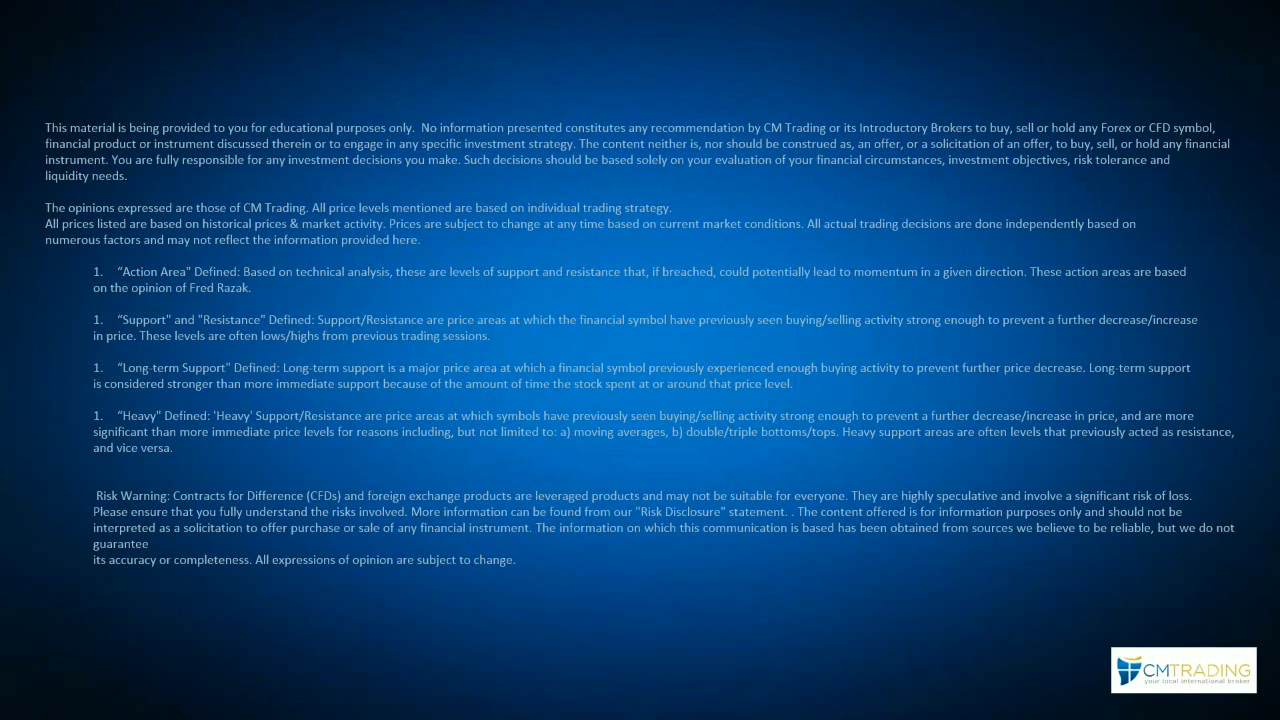 This material is being provided to you for educational purposes only.  No information presented constitutes any recommendation by CM Trading or its Introductory Brokers to buy, sell or hold any Forex or CFD symbol,
financial product or instrument discussed therein or to engage in any specific investment strategy. The content neither is, nor should be construed as, an offer, or a solicitation of an offer, to buy, sell, or hold any financial
instrument. You are fully responsible for any investment decisions you make. Such decisions should be based solely on your evaluation of your financial circumstances, investment objectives, risk tolerance and
liquidity needs.
The opinions expressed are those of CM Trading. All price levels mentioned are based on individual trading strategy.
All prices listed are based on historical prices & market activity. Prices are subject to change at any time based on current market conditions. All actual trading decisions are done independently based on
numerous factors and may not reflect the information provided here.
1. “Action Area" Defined: Based on technical analysis, these are levels of support and resistance that, if breached, could potentially lead to momentum in a given direction. These action areas are based
on the opinion of Fred Razak.
1. “Support" and "Resistance" Defined: Support/Resistance are price areas at which the financial symbol have previously seen buying/selling activity strong enough to prevent a further decrease/increase
in price. These levels are often lows/highs from previous trading sessions.
1. “Long-term Support" Defined: Long-term support is a major price area at which a financial symbol previously experienced enough buying activity to prevent further price decrease. Long-term support
is considered stronger than more immediate support because of the amount of time the stock spent at or around that price level.
1. “Heavy" Defined: 'Heavy' Support/Resistance are price areas at which symbols have previously seen buying/selling activity strong enough to prevent a further decrease/increase in price, and are more
significant than more immediate price levels for reasons including, but not limited to: a) moving averages, b) double/triple bottoms/tops. Heavy support areas are often levels that previously acted as resistance,
and vice versa.
Risk Warning: Contracts for Difference (CFDs) and foreign exchange products are leveraged products and may not be suitable for everyone. They are highly speculative and involve a significant risk of loss.
Please ensure that you fully understand the risks involved. More information can be found from our "Risk Disclosure" statement. . The content offered is for information purposes only and should not be
interpreted as a solicitation to offer purchase or sale of any financial instrument. The information on which this communication is based has been obtained from sources we believe to be reliable, but we do not
guarantee
its accuracy or completeness. All expressions of opinion are subject to change.
CMTRADING
your local international broker